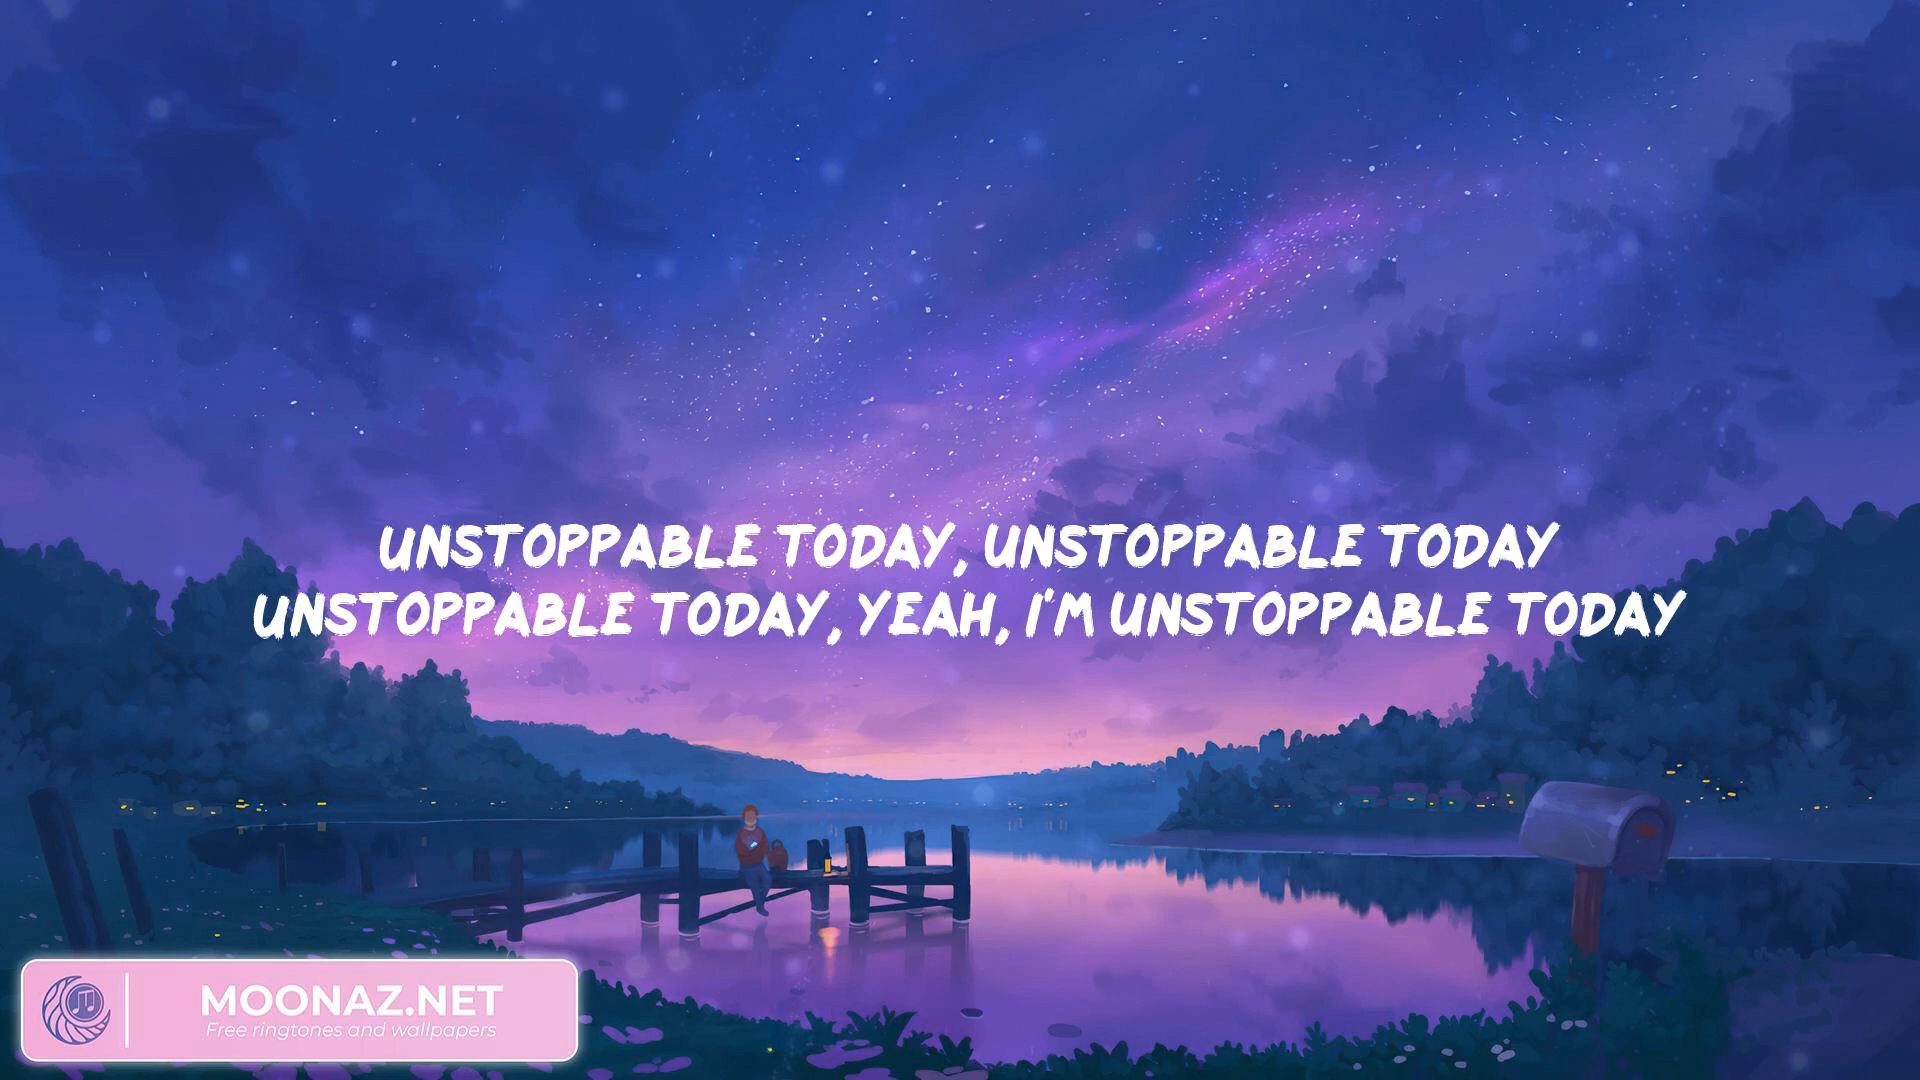 UNSTOPPABLE TODAY, UNSTOPPABLE TODAY
UNSTOPPABLE TODAY, YEAH, I'M UNSTOPPABLE TODAY
MOONAZ.NET
Free ringtones and wallpapers